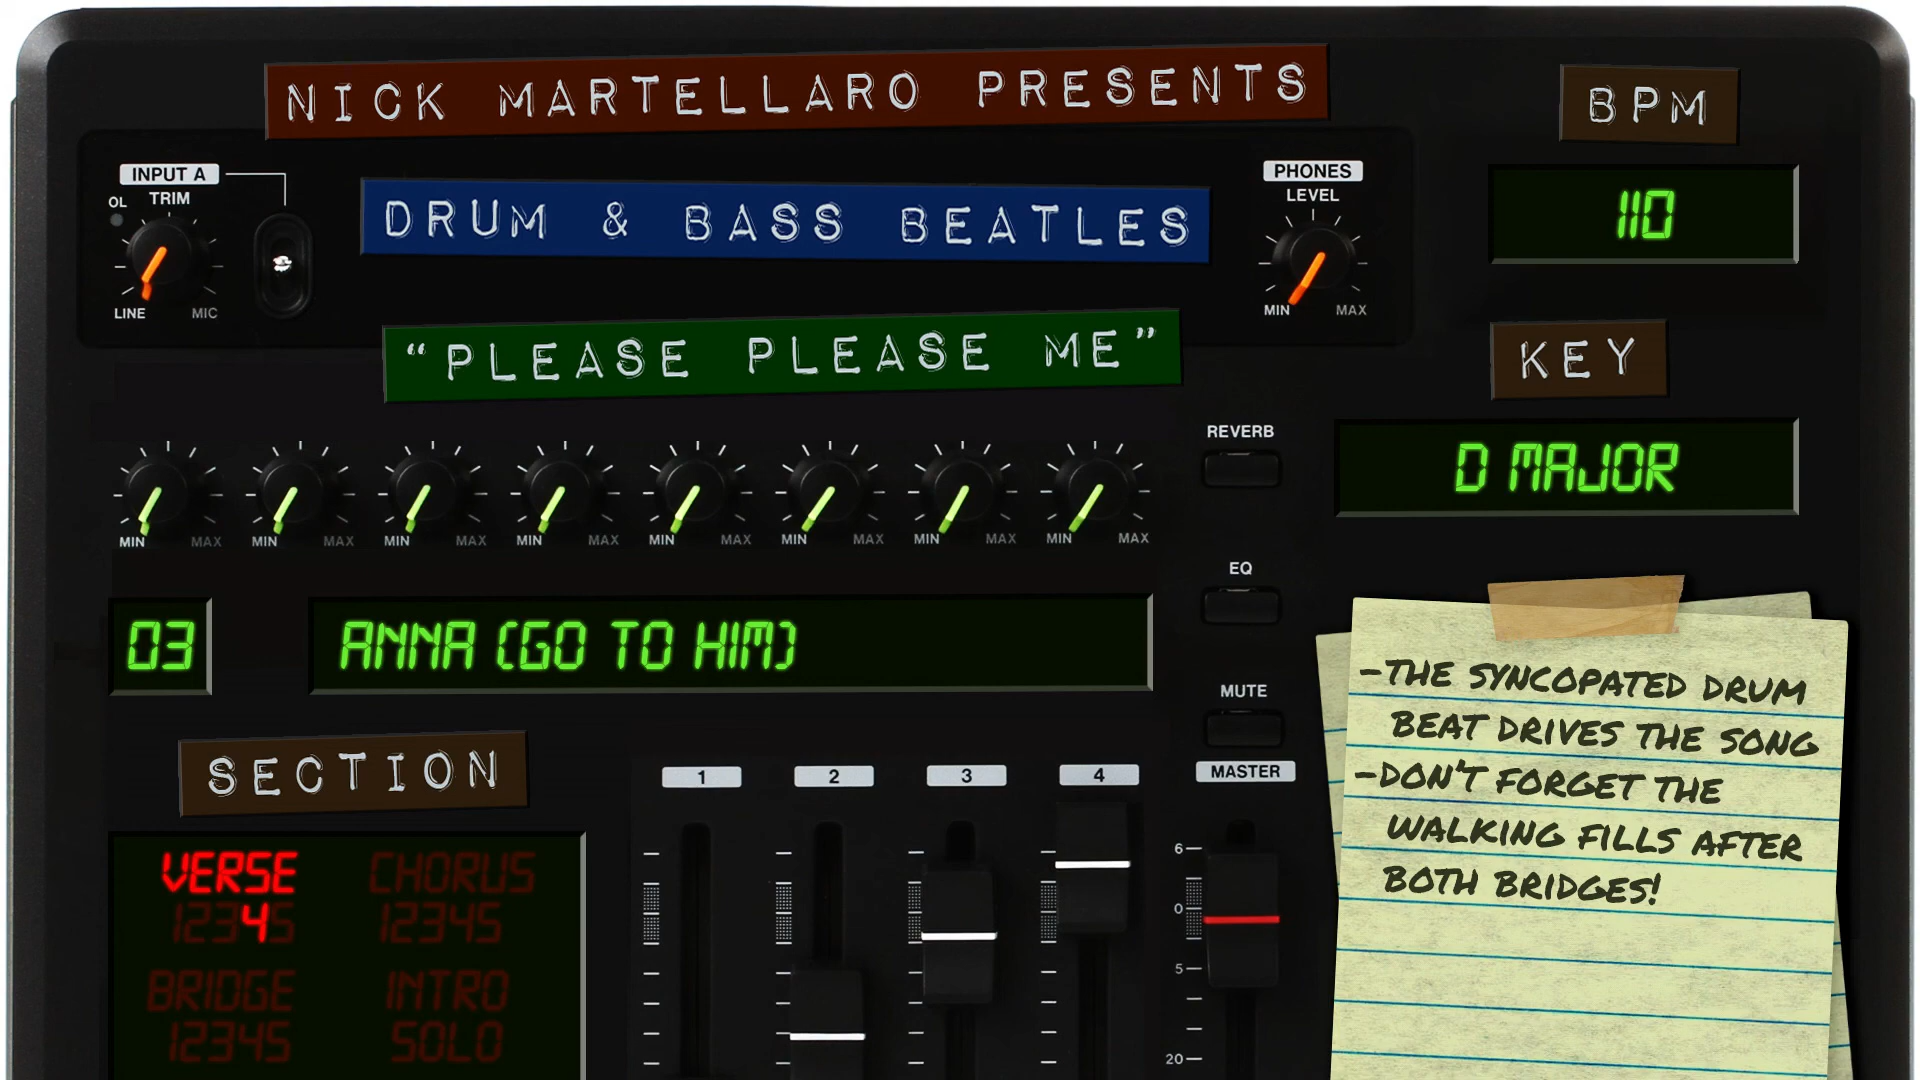 NICK MARTELLARO PRESENTS
BPM
INPUT A
OL TRIM
LINE MIC
DRUM & BASS BEATLES
PHONES
LEVEL
MIN MAX
110
"PLEASE PLEASE ME"
KEY
D MAJOR
REVERB
MIN MAX MIN MAX MIN MAX MIN MAX MIN MAX MIN MAX MIN MAX MIN MAX
EQ
03 ANNA (GO TO HIM)
MUTE
MASTER
SECTION
1 2 3 4
VERSE CHORUS
12345 12345
BRIDGE INTRO
12345 SOLO
6
0
5
20
-THE SYNCOPATED DRUM
BEAT DRIVES THE SONG
-DON'T FORGET THE
WALKING FILLS AFTER
BOTH BRIDGES!